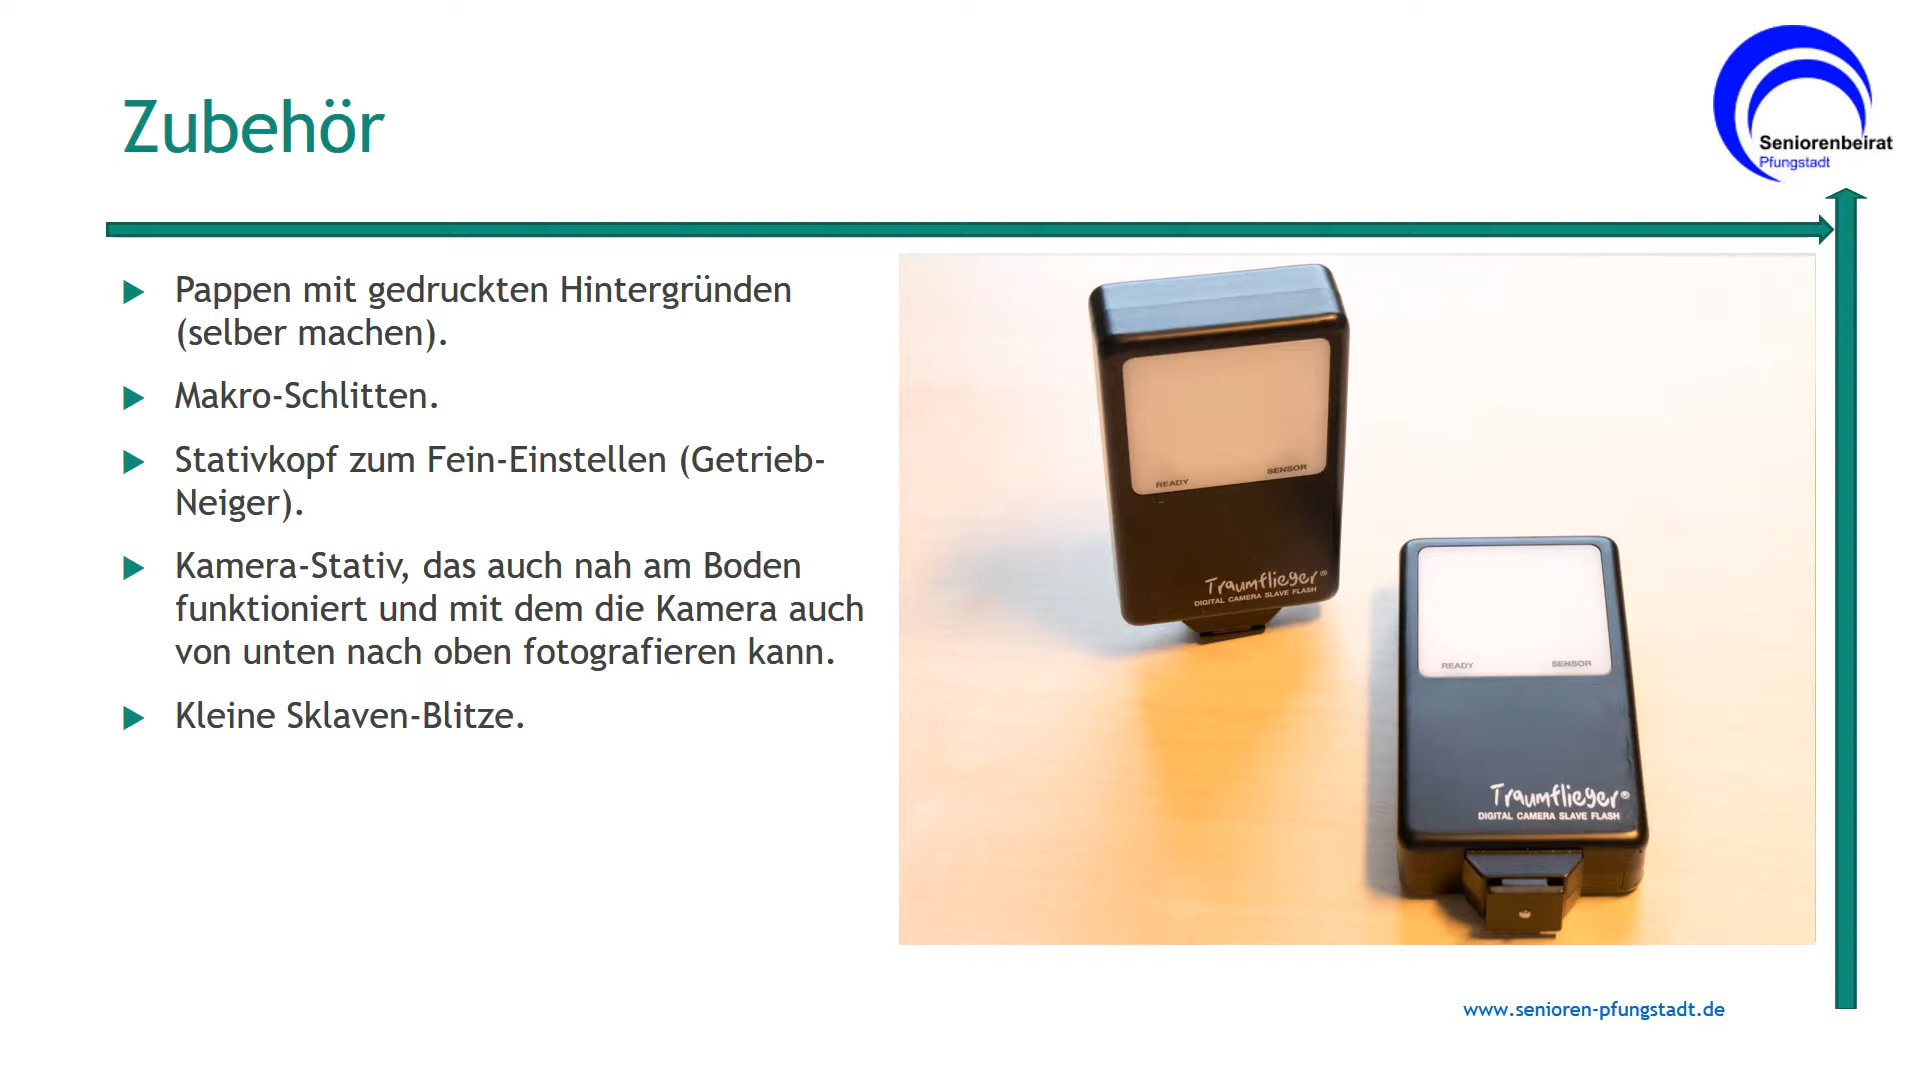 Zubehör
Seniorenbeirat
Pfungstadt
Pappen mit gedruckten Hintergründen
(selber machen).
Makro-Schlitten.
Stativkopf zum Fein-Einstellen (Getrieb-
Neiger).
Kamera-Stativ, das auch nah am Boden
funktioniert und mit dem die Kamera auch
von unten nach oben fotografieren kann.
Kleine Sklaven-Blitze.
READY SENSOR
Traumflieger®
DIGITAL CAMERA SLAVE FLASH
READY SENSOR
Traumflieger®
DIGITAL CAMERA SLAVE FLASH
www.senioren-pfungstadt.de